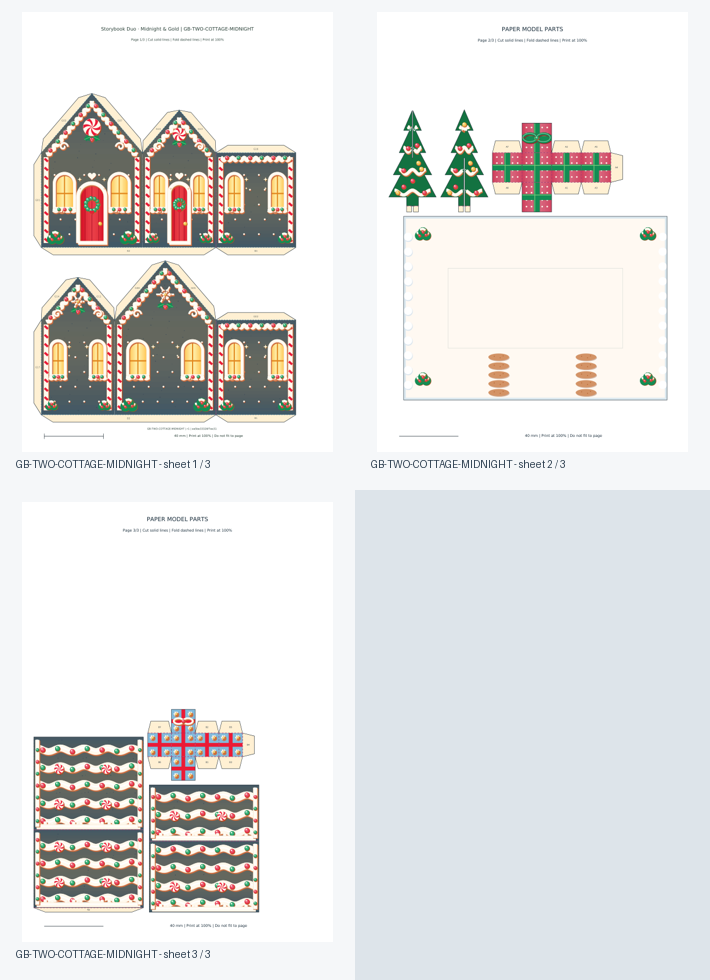 Storybook Duo - Midnight & Gold | GB-TWO-COTTAGE-MIDNIGHT
Page 1/3 | Cut solid lines | Fold dashed lines | Print at 100%
40 mm | Print at 100% | Do not fit to page
GB-TWO-COTTAGE-MIDNIGHT - sheet 1 / 3
PAPER MODEL PARTS
Page 2/3 | Cut solid lines | Fold dashed lines | Print at 100%
40 mm | Print at 100% | Do not fit to page
GB-TWO-COTTAGE-MIDNIGHT - sheet 2 / 3
PAPER MODEL PARTS
Page 3/3 | Cut solid lines | Fold dashed lines | Print at 100%
40 mm | Print at 100% | Do not fit to page
GB-TWO-COTTAGE-MIDNIGHT - sheet 3 / 3